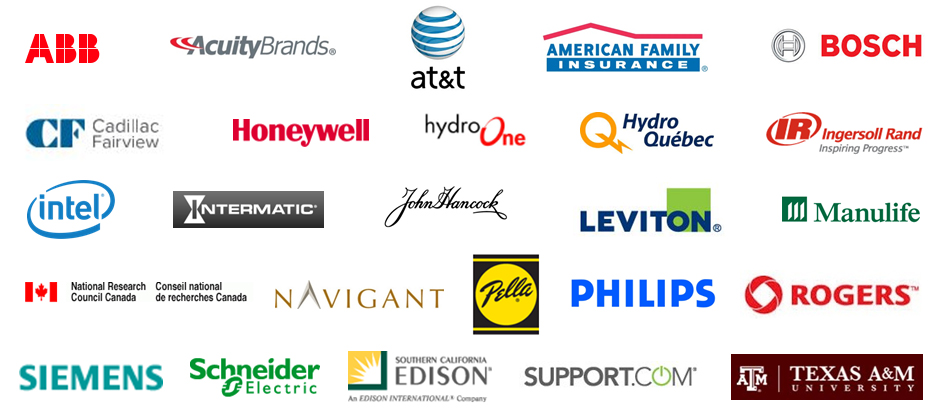 ABB
AcuityBrands®
at&t
AMERICAN FAMILY
INSURANCE®
BOSCH
CF Cadillac
Fairview
Honeywell
hydroOne
Hydro
Québec
IR Ingersoll Rand
Inspiring Progress™
intel
INTERMATIC®
John Hancock
LEVITON®
Manulife
National Research Conseil national
Council Canada de recherches Canada
NAVIGANT
Pella®
PHILIPS
ROGERS™
SIEMENS
Schneider
Electric
SOUTHERN CALIFORNIA
EDISON®
An EDISON INTERNATIONAL® Company
SUPPORT.COM®
ATM TEXAS A&M
UNIVERSITY